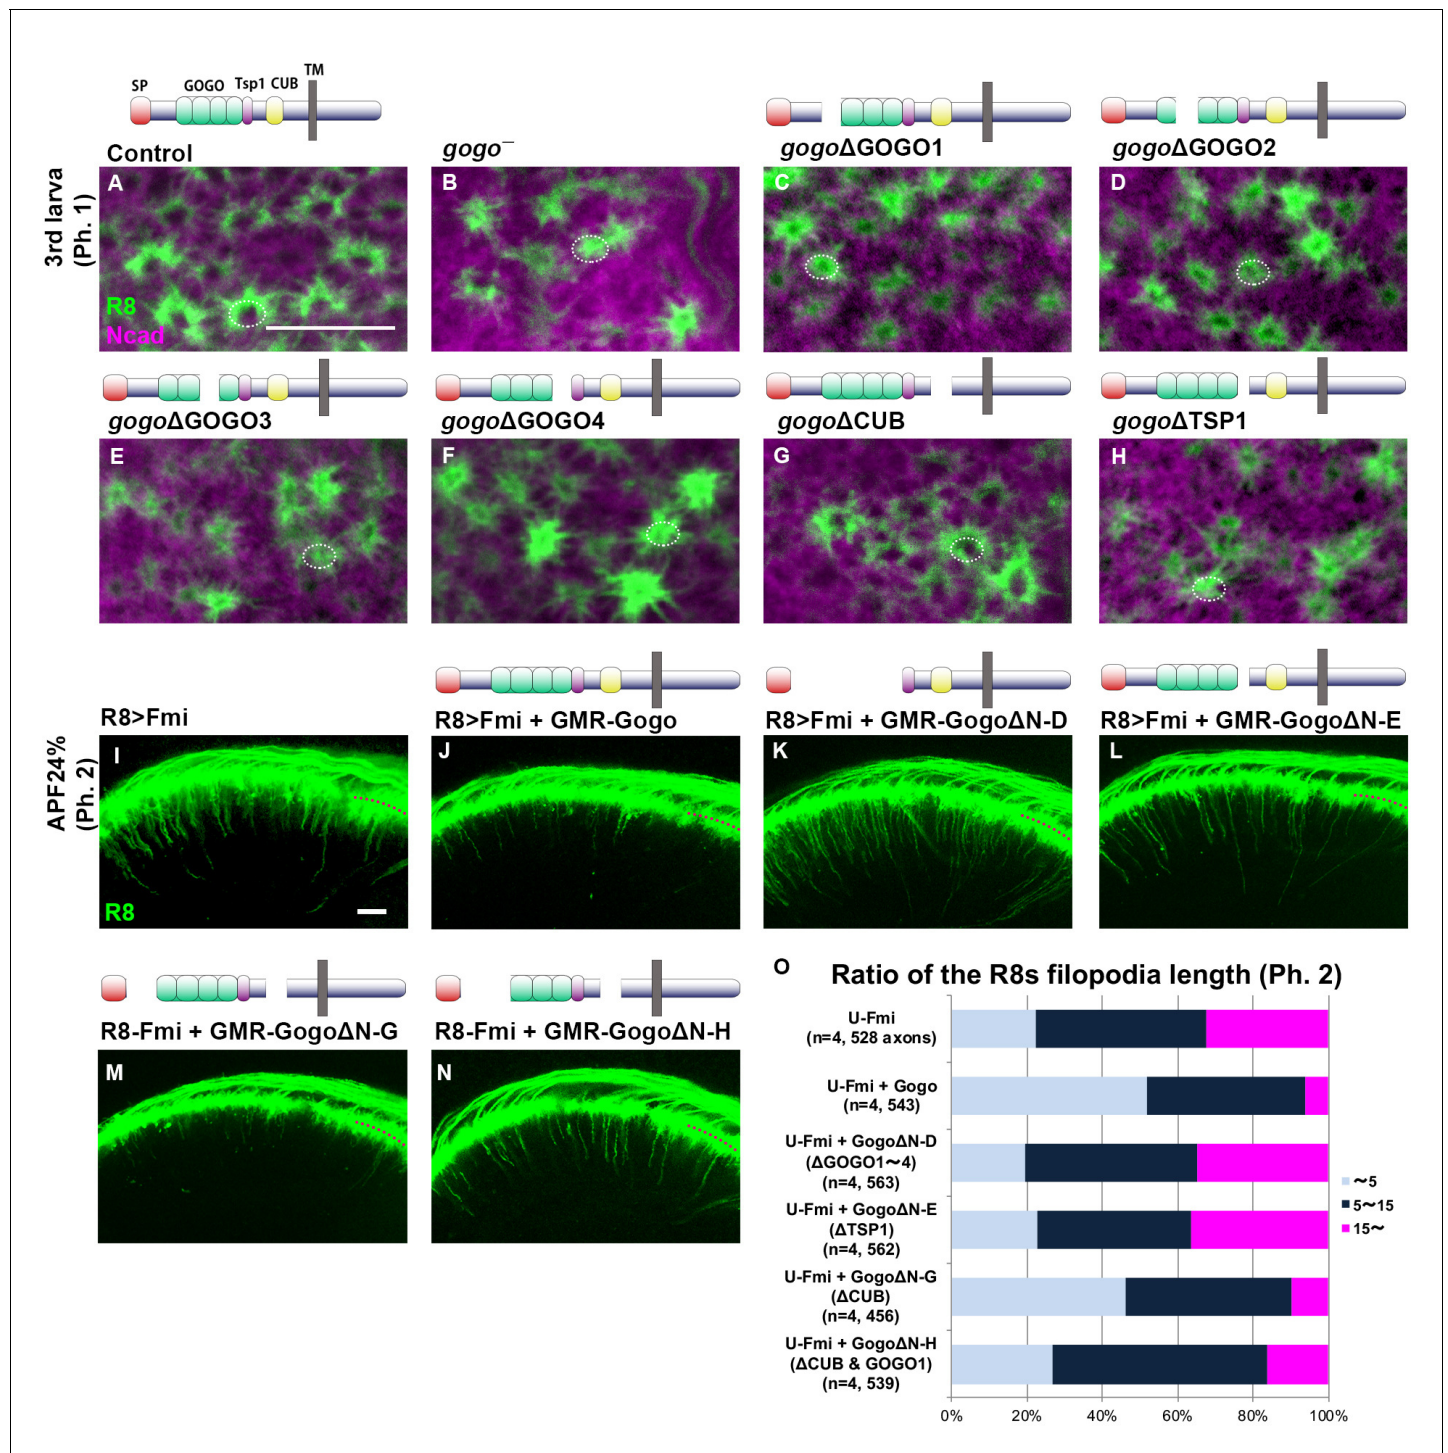 SP GOGO Tsp1 CUB TM
Control
gogo⁻
gogoΔGOGO1
gogoΔGOGO2
3rd larva
(Ph. 1)
A
B
C
D
R8
Ncad
gogoΔGOGO3
gogoΔGOGO4
gogoΔCUB
gogoΔTSP1
E
F
G
H
R8>Fmi
R8>Fmi + GMR-Gogo
R8>Fmi + GMR-GogoΔN-D
R8>Fmi + GMR-GogoΔN-E
APF24%
(Ph. 2)
I
J
K
L
R8
R8-Fmi + GMR-GogoΔN-G
R8-Fmi + GMR-GogoΔN-H
M
N
O
Ratio of the R8s filopodia length (Ph. 2)
U-Fmi
(n=4, 528 axons)
U-Fmi + Gogo
(n=4, 543)
U-Fmi + GogoΔN-D
(ΔGOGO1～4)
(n=4, 563)
U-Fmi + GogoΔN-E
(ΔTSP1)
(n=4, 562)
U-Fmi + GogoΔN-G
(ΔCUB)
(n=4, 456)
U-Fmi + GogoΔN-H
(ΔCUB & GOGO1)
(n=4, 539)
0% 20% 40% 60% 80% 100%
～5
5～15
15～